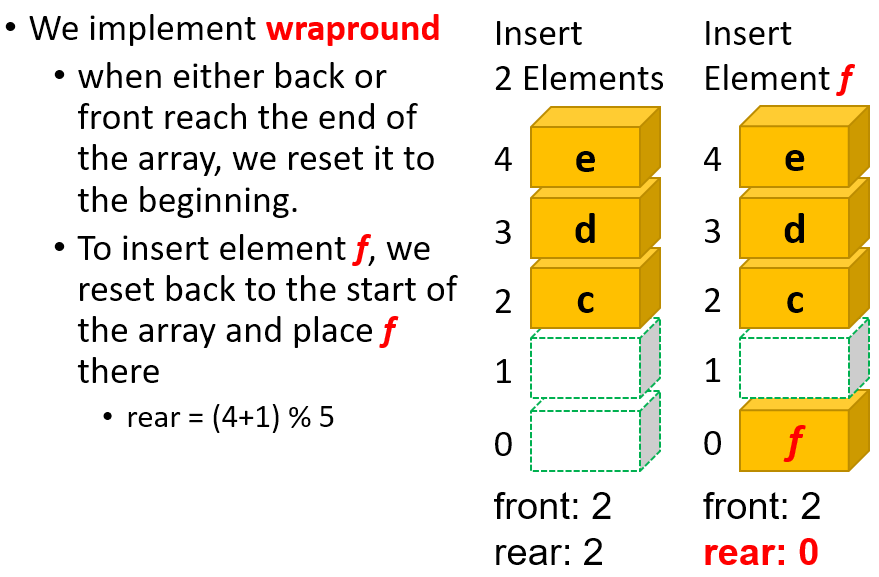 • We implement wrapround
• when either back or
front reach the end of
the array, we reset it to
the beginning.
• To insert element f, we
reset back to the start of
the array and place f
there
• rear = (4+1) % 5
Insert
2 Elements
4 e
3 d
2 c
1
0
front: 2
rear: 2
Insert
Element f
4 e
3 d
2 c
1
0 f
front: 2
rear: 0